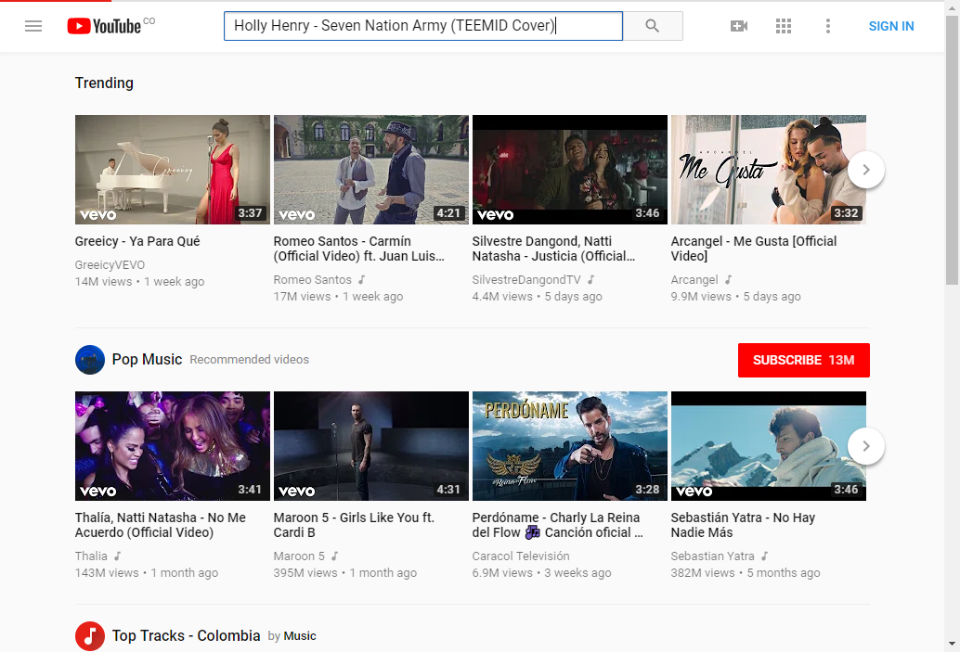 YouTube CO
Holly Henry - Seven Nation Army (TEEMID Cover)
SIGN IN
Trending
Greeicy
vevo
3:37
vevo
4:21
vevo
3:46
ARCANGEL
Me Gusta
3:32
Greeicy - Ya Para Qué
GreeicyVEVO
14M views • 1 week ago
Romeo Santos - Carmín
(Official Video) ft. Juan Luis...
Romeo Santos
17M views • 1 week ago
Silvestre Dangond, Natti
Natasha - Justicia (Official...
SilvestreDangondTV
4.4M views • 5 days ago
Arcangel - Me Gusta [Official
Video]
Arcangel
9.9M views • 5 days ago
Pop Music Recommended videos
SUBSCRIBE 13M
vevo
3:41
vevo
4:31
PERDÓNAME
3:28
vevo
3:46
Thalía, Natti Natasha - No Me
Acuerdo (Official Video)
Thalia
143M views • 1 month ago
Maroon 5 - Girls Like You ft.
Cardi B
Maroon 5
395M views • 1 month ago
Perdóname - Charly La Reina
del Flow 🎵 Canción oficial ...
Caracol Televisión
6.9M views • 3 weeks ago
Sebastián Yatra - No Hay
Nadie Más
Sebastian Yatra
382M views • 5 months ago
Top Tracks - Colombia by Music